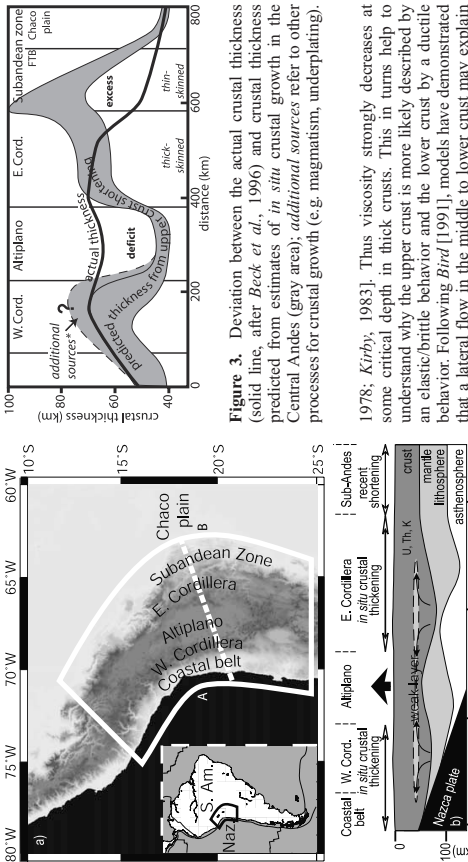 80°W
75°W
70°W
65°W
60°W
10°S
15°S
20°S
25°S
a)
Chaco
plain
B
Subandean Zone
E. Cordillera
Altiplano
W. Cordillera
Coastal belt
A
S. Am.
Naz.
Coastal
belt
W. Cord.
in situ crustal
thickening
Altiplano
E. Cordillera
in situ crustal
thickening
Sub-Andes
recent
shortening
0
100
(km
U, Th, K
crust
weak layer
mantle
lithosphere
asthenosphere
Nazca plate
b)
W. Cord.
Altiplano
E. Cord.
Subandean zone
FTB
Chaco
plain
100
80
60
40
crustal thickness (km)
additional
sources*
?
actual thickness
predicted thickness from upper crust shortening
deficit
excess
thick-
skinned
thin-
skinned
0
200
400
600
800
distance (km)
Figure 3. Deviation between the actual crustal thickness
(solid line, after Beck et al., 1996) and crustal thickness
predicted from estimates of in situ crustal growth in the
Central Andes (gray area); additional sources refer to other
processes for crustal growth (e.g. magmatism, underplating).
1978; Kirby, 1983]. Thus viscosity strongly decreases at
some critical depth in thick crusts. This in turns help to
understand why the upper crust is more likely described by
an elastic/brittle behavior and the lower crust by a ductile
behavior. Following Bird [1991], models have demonstrated
that a lateral flow in the middle to lower crust may explain